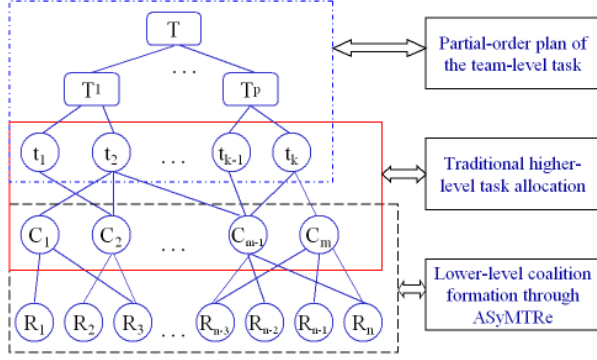 T
Partial-order plan of
the team-level task
. . .
T1 Tp
t1 t2 . . . tk-1 tk
Traditional higher-
level task allocation
C1 C2 . . . Cm-1 Cm
Lower-level coalition
formation through
ASyMTRe
R1 R2 R3 . . . Rn-3 Rn-2 Rn-1 Rn